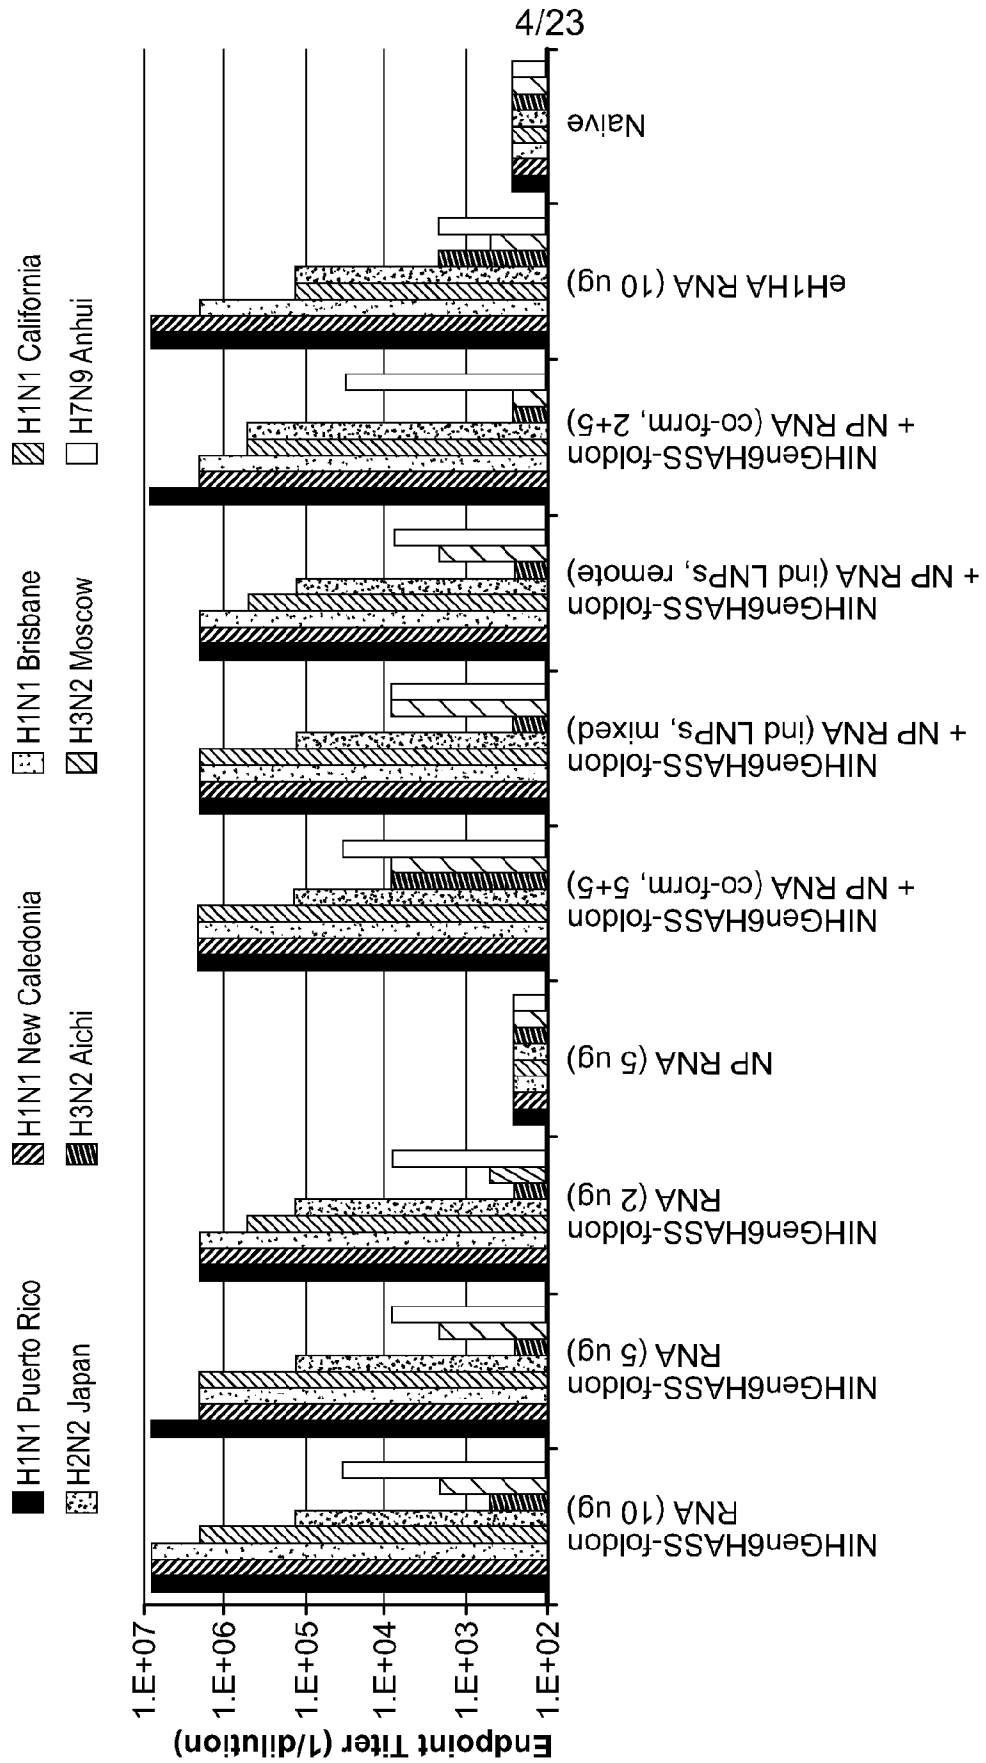 4/23
H1N1 Puerto Rico
H1N1 New Caledonia
H1N1 Brisbane
H1N1 California
H2N2 Japan
H3N2 Aichi
H3N2 Moscow
H7N9 Anhui
Endpoint Titer (1/dilution)
1.E+07
1.E+06
1.E+05
1.E+04
1.E+03
1.E+02
NIHGen6HASS-foldon
RNA (10 ug)
NIHGen6HASS-foldon
RNA (5 ug)
NIHGen6HASS-foldon
RNA (2 ug)
NP RNA (5 ug)
NIHGen6HASS-foldon
+ NP RNA (co-form, 5+5)
NIHGen6HASS-foldon
+ NP RNA (ind LNPs, mixed)
NIHGen6HASS-foldon
+ NP RNA (ind LNPs, remote)
NIHGen6HASS-foldon
+ NP RNA (co-form, 2+5)
eH1HA RNA (10 ug)
Naive